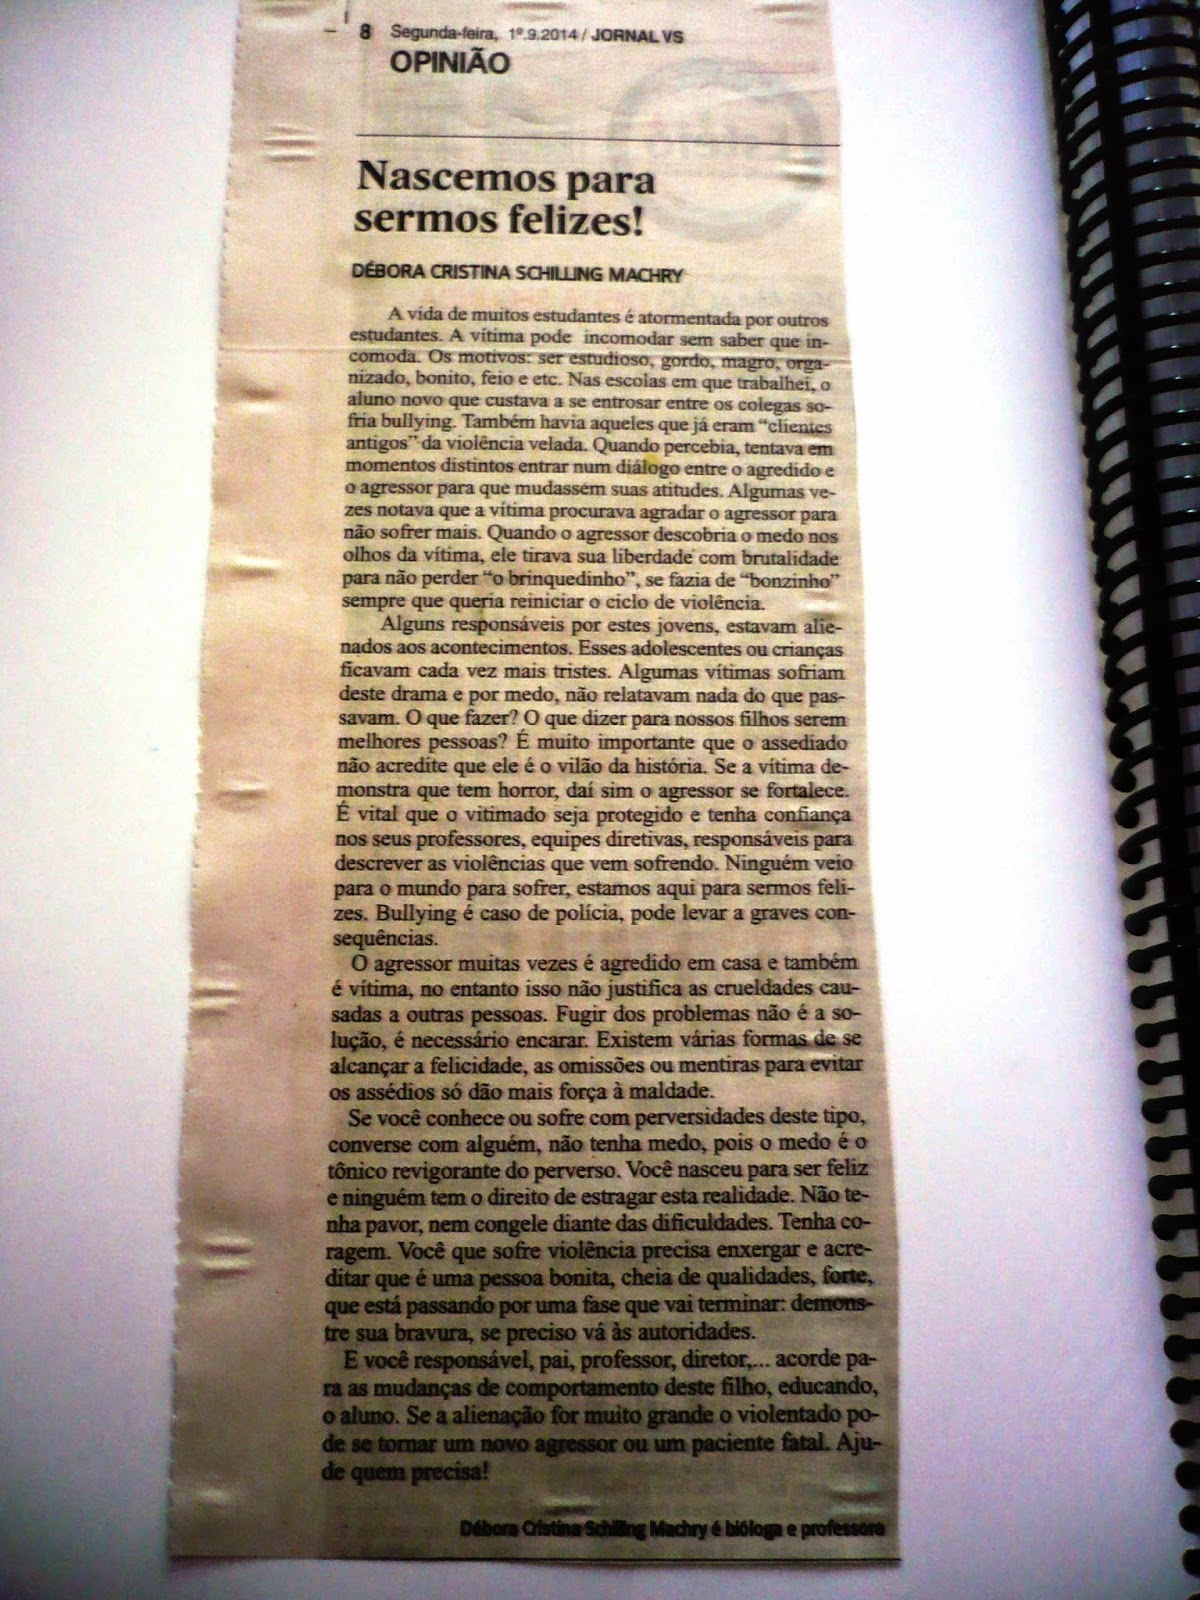 8 Segunda-feira, 1º.9.2014 / JORNAL VS
OPINIÃO
Nascemos para
sermos felizes!
DÉBORA CRISTINA SCHILLING MACHRY
A vida de muitos estudantes é atormentada por outros
estudantes. A vítima pode incomodar sem saber que in-
comoda. Os motivos: ser estudioso, gordo, magro, orga-
nizado, bonito, feio e etc. Nas escolas em que trabalhei, o
aluno novo que custava a se entrosar entre os colegas so-
fria bullying. Também havia aqueles que já eram “clientes
antigos” da violência velada. Quando percebia, tentava em
momentos distintos entrar num diálogo entre o agredido e
o agressor para que mudassem suas atitudes. Algumas ve-
zes notava que a vítima procurava agradar o agressor para
não sofrer mais. Quando o agressor descobria o medo nos
olhos da vítima, ele tirava sua liberdade com brutalidade
para não perder “o brinquedinho”, se fazia de “bonzinho”
sempre que queria reiniciar o ciclo de violência.
Alguns responsáveis por estes jovens, estavam alie-
nados aos acontecimentos. Esses adolescentes ou crianças
ficavam cada vez mais tristes. Algumas vítimas sofriam
deste drama e por medo, não relatavam nada do que pas-
savam. O que fazer? O que dizer para nossos filhos serem
melhores pessoas? É muito importante que o assediado
não acredite que ele é o vilão da história. Se a vítima de-
monstra que tem horror, daí sim o agressor se fortalece.
É vital que o vitimado seja protegido e tenha confiança
nos seus professores, equipes diretivas, responsáveis para
descrever as violências que vem sofrendo. Ninguém veio
para o mundo para sofrer, estamos aqui para sermos feli-
zes. Bullying é caso de polícia, pode levar a graves con-
sequências.
O agressor muitas vezes é agredido em casa e também
é vítima, no entanto isso não justifica as crueldades cau-
sadas a outras pessoas. Fugir dos problemas não é a so-
lução, é necessário encarar. Existem várias formas de se
alcançar a felicidade, as omissões ou mentiras para evitar
os assédios só dão mais força à maldade.
Se você conhece ou sofre com perversidades deste tipo,
converse com alguém, não tenha medo, pois o medo é o
tônico revigorante do perverso. Você nasceu para ser feliz
e ninguém tem o direito de estragar esta realidade. Não te-
nha pavor, nem congele diante das dificuldades. Tenha co-
ragem. Você que sofre violência precisa enxergar e acre-
ditar que é uma pessoa bonita, cheia de qualidades, forte,
que está passando por uma fase que vai terminar: demons-
tre sua bravura, se preciso vá às autoridades.
E você responsável, pai, professor, diretor,... acorde pa-
ra as mudanças de comportamento deste filho, educando,
o aluno. Se a alienação for muito grande o violentado po-
de se tornar um novo agressor ou um paciente fatal. Aju-
de quem precisa!
Débora Cristina Schilling Machry é bióloga e professora